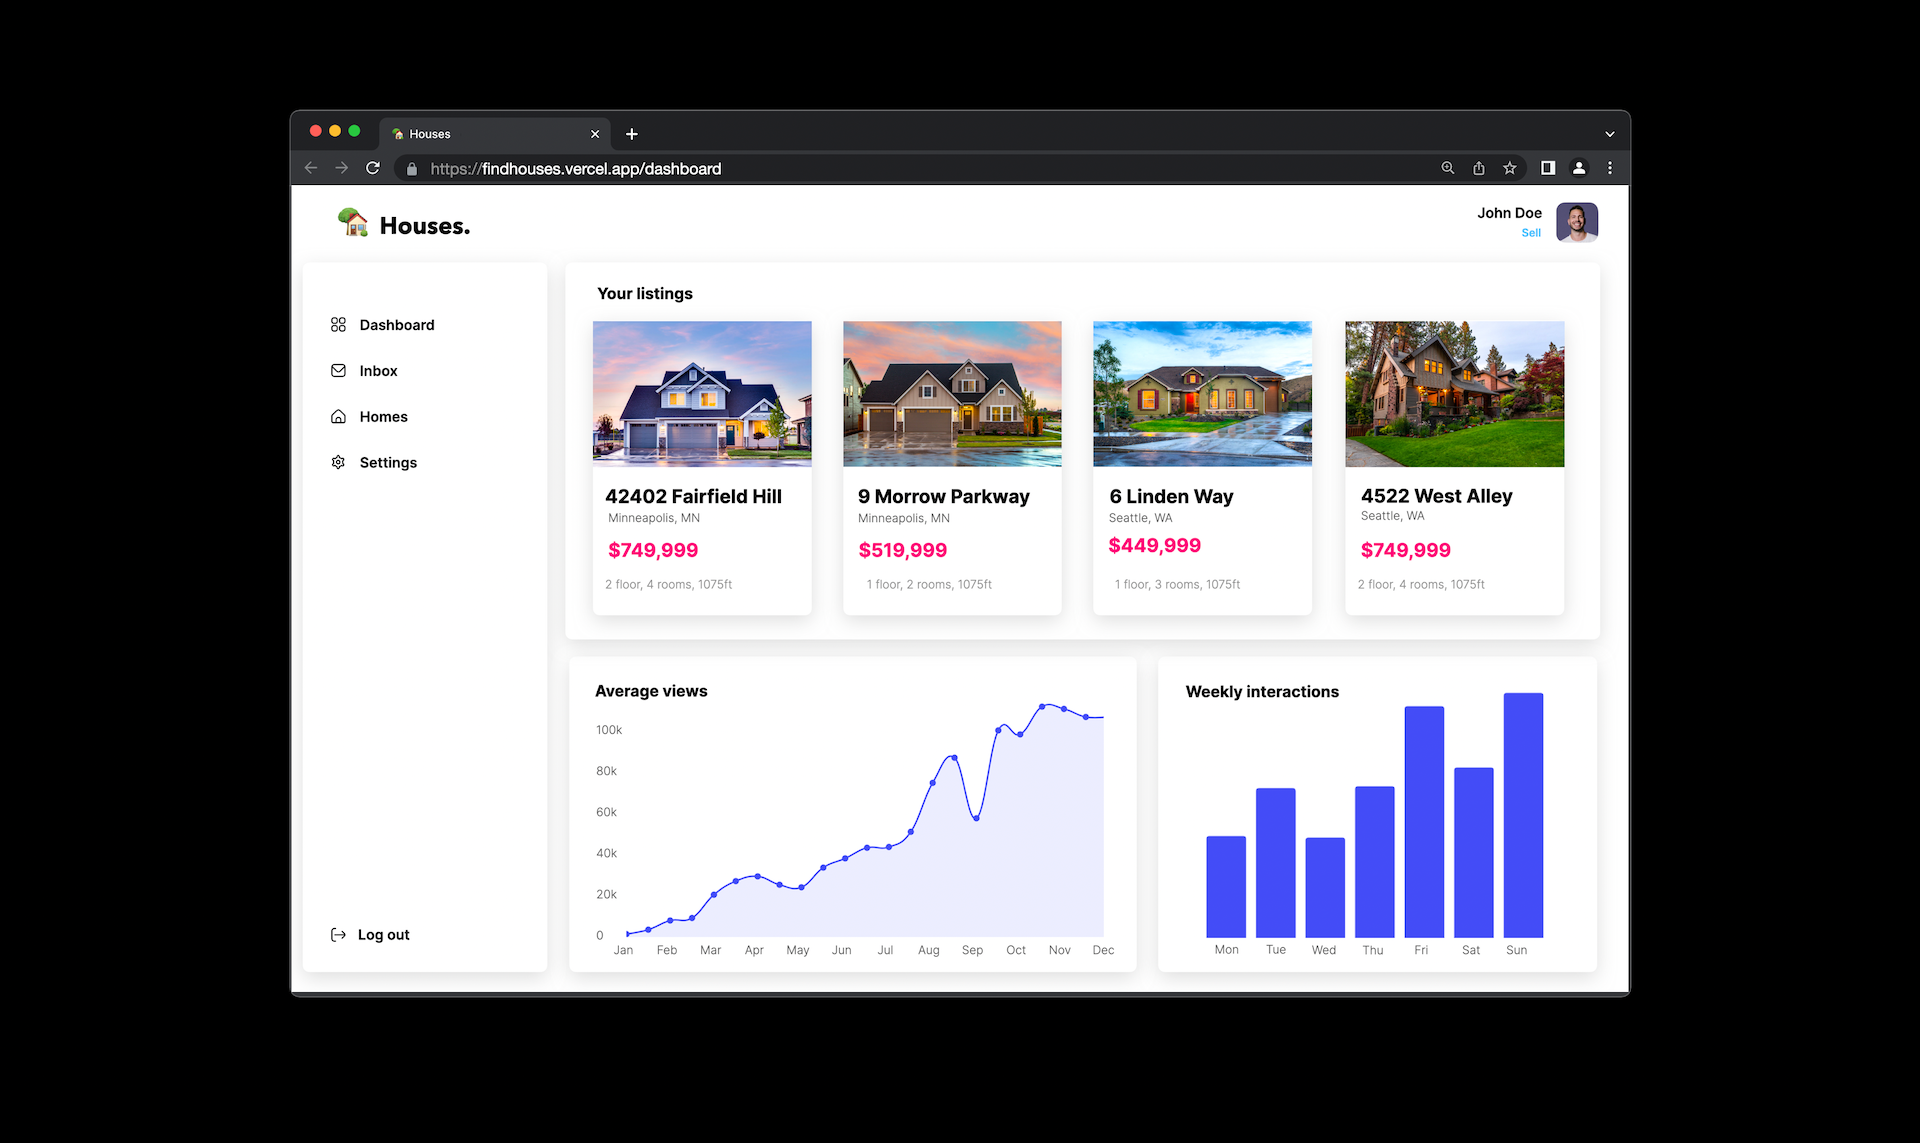 Houses
https://findhouses.vercel.app/dashboard
Houses.
John Doe
Sell
Dashboard
Inbox
Homes
Settings
Log out
Your listings
42402 Fairfield Hill
Minneapolis, MN
$749,999
2 floor, 4 rooms, 1075ft
9 Morrow Parkway
Minneapolis, MN
$519,999
1 floor, 2 rooms, 1075ft
6 Linden Way
Seattle, WA
$449,999
1 floor, 3 rooms, 1075ft
4522 West Alley
Seattle, WA
$749,999
2 floor, 4 rooms, 1075ft
Average views
100k
80k
60k
40k
20k
0
Jan Feb Mar Apr May Jun Jul Aug Sep Oct Nov Dec
Weekly interactions
Mon Tue Wed Thu Fri Sat Sun